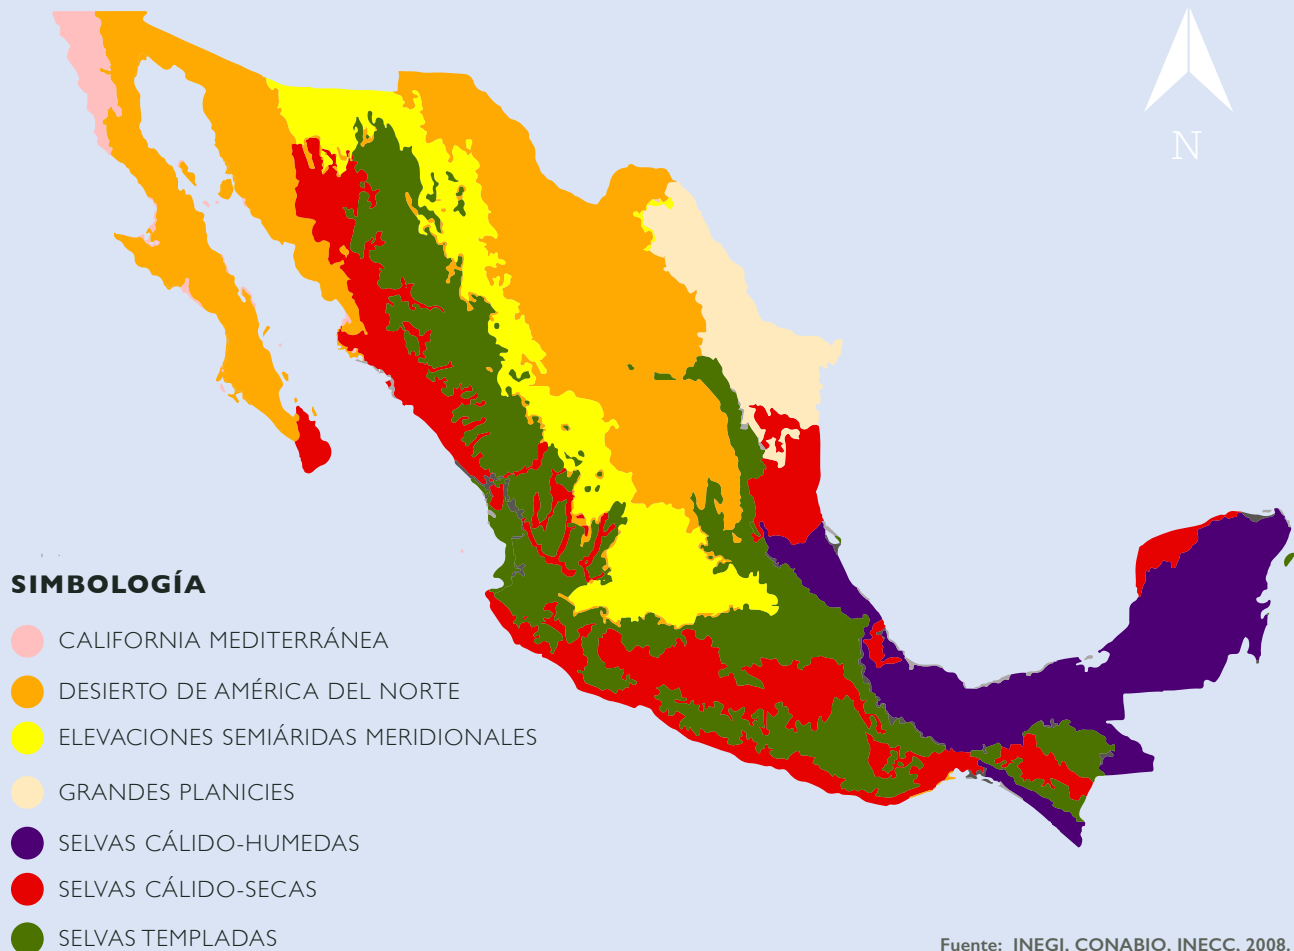 N
SIMBOLOGÍA
CALIFORNIA MEDITERRÁNEA
DESIERTO DE AMÉRICA DEL NORTE
ELEVACIONES SEMIÁRIDAS MERIDIONALES
GRANDES PLANICIES
SELVAS CÁLIDO-HUMEDAS
SELVAS CÁLIDO-SECAS
SELVAS TEMPLADAS
Fuente: INEGI, CONABIO, INECC, 2008.